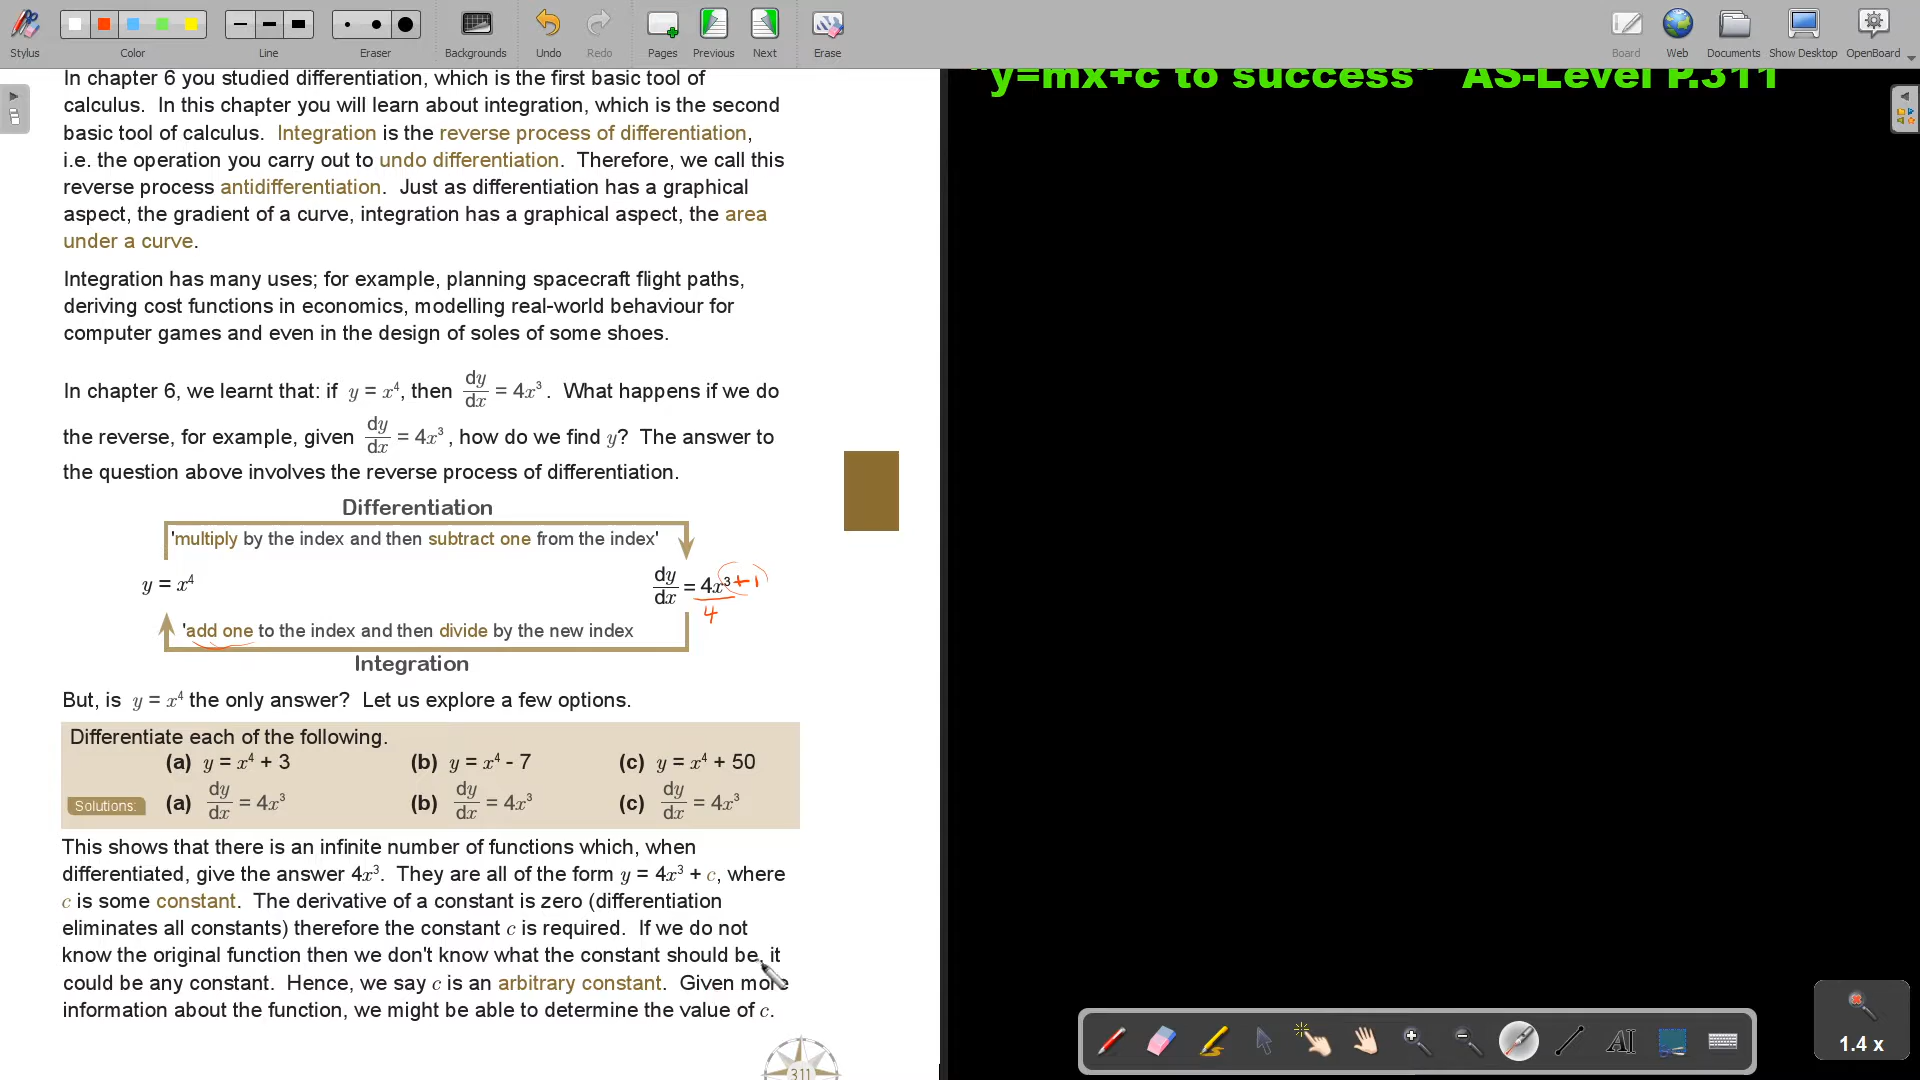 Stylus Color Line Eraser Backgrounds Undo Redo Pages Previous Next Erase Board Web Documents Show Desktop OpenBoard
In chapter 6 you studied differentiation, which is the first basic tool of
calculus. In this chapter you will learn about integration, which is the second
basic tool of calculus. Integration is the reverse process of differentiation,
i.e. the operation you carry out to undo differentiation. Therefore, we call this
reverse process antidifferentiation. Just as differentiation has a graphical
aspect, the gradient of a curve, integration has a graphical aspect, the area
under a curve.
Integration has many uses; for example, planning spacecraft flight paths,
deriving cost functions in economics, modelling real-world behaviour for
computer games and even in the design of soles of some shoes.
In chapter 6, we learnt that: if y = x⁴, then dy/dx = 4x³. What happens if we do
the reverse, for example, given dy/dx = 4x³, how do we find y? The answer to
the question above involves the reverse process of differentiation.
Differentiation
'multiply by the index and then subtract one from the index'
y = x⁴ dy/dx = 4x³ +1
4
'add one to the index and then divide by the new index
Integration
But, is y = x⁴ the only answer? Let us explore a few options.
Differentiate each of the following.
(a) y = x⁴ + 3 (b) y = x⁴ - 7 (c) y = x⁴ + 50
Solutions: (a) dy/dx = 4x³ (b) dy/dx = 4x³ (c) dy/dx = 4x³
This shows that there is an infinite number of functions which, when
differentiated, give the answer 4x³. They are all of the form y = 4x³ + c, where
c is some constant. The derivative of a constant is zero (differentiation
eliminates all constants) therefore the constant c is required. If we do not
know the original function then we don't know what the constant should be, it
could be any constant. Hence, we say c is an arbitrary constant. Given more
information about the function, we might be able to determine the value of c.
311
"y=mx+c to success" AS-Level P.311
AI
1.4 x